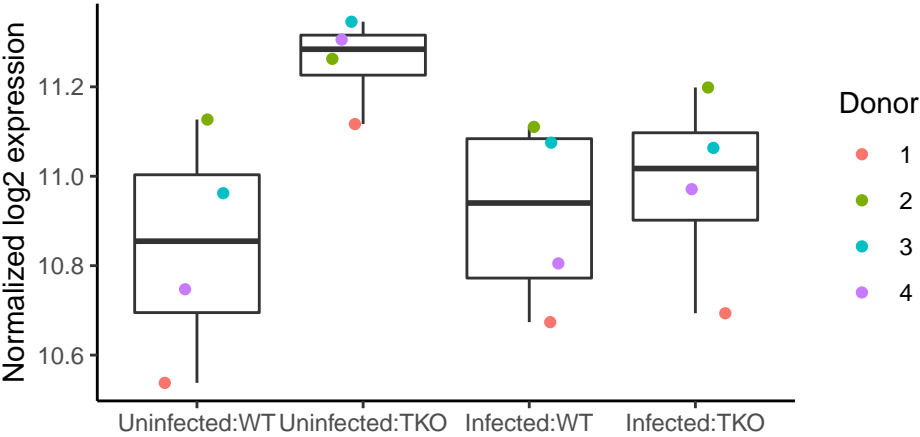 Normalized log2 expression
11.2
11.0
10.8
10.6
Uninfected:WT Uninfected:TKO Infected:WT Infected:TKO
Donor
1
2
3
4